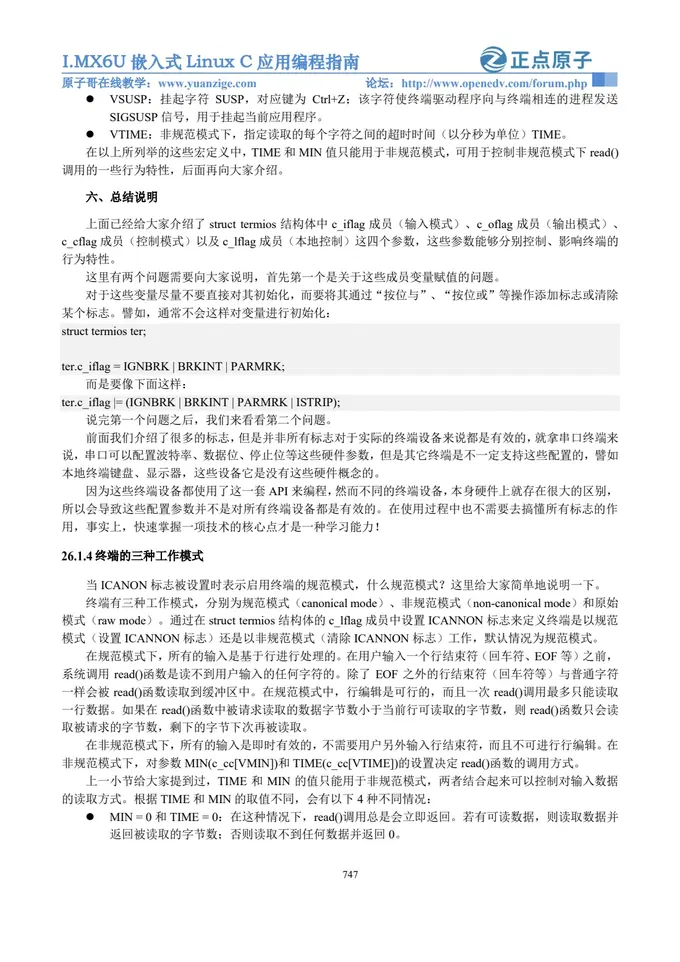 I.MX6U 嵌入式 Linux C 应用编程指南
正点原子
原子哥在线教学：www.yuanzige.com 论坛：http://www.openedv.com/forum.php
● VSUSP：挂起字符 SUSP，对应键为 Ctrl+Z；该字符使终端驱动程序向与终端相连的进程发送
SIGSUSP 信号，用于挂起当前应用程序。
● VTIME：非规范模式下，指定读取的每个字符之间的超时时间（以分秒为单位）TIME。
在以上所列举的这些宏定义中，TIME 和 MIN 值只能用于非规范模式，可用于控制非规范模式下 read()
调用的一些行为特性，后面再向大家介绍。
六、总结说明
上面已经给大家介绍了 struct termios 结构体中 c_iflag 成员（输入模式）、c_oflag 成员（输出模式）、
c_cflag 成员（控制模式）以及 c_lflag 成员（本地控制）这四个参数，这些参数能够分别控制、影响终端的
行为特性。
这里有两个问题需要向大家说明，首先第一个是关于这些成员变量赋值的问题。
对于这些变量尽量不要直接对其初始化，而要将其通过“按位与”、“按位或”等操作添加标志或清除
某个标志。譬如，通常不会这样对变量进行初始化：
struct termios ter;
ter.c_iflag = IGNBRK | BRKINT | PARMRK;
而是要像下面这样：
ter.c_iflag |= (IGNBRK | BRKINT | PARMRK | ISTRIP);
说完第一个问题之后，我们来看看第二个问题。
前面我们介绍了很多的标志，但是并非所有标志对于实际的终端设备来说都是有效的，就拿串口终端来
说，串口可以配置波特率、数据位、停止位等这些硬件参数，但是其它终端是不一定支持这些配置的，譬如
本地终端键盘、显示器，这些设备它是没有这些硬件概念的。
因为这些终端设备都使用了这一套 API 来编程，然而不同的终端设备，本身硬件上就存在很大的区别，
所以会导致这些配置参数并不是对所有终端设备都是有效的。在使用过程中也不需要去搞懂所有标志的作
用，事实上，快速掌握一项技术的核心点才是一种学习能力！
26.1.4 终端的三种工作模式
当 ICANON 标志被设置时表示启用终端的规范模式，什么规范模式？这里给大家简单地说明一下。
终端有三种工作模式，分别为规范模式（canonical mode）、非规范模式（non-canonical mode）和原始
模式（raw mode）。通过在 struct termios 结构体的 c_lflag 成员中设置 ICANNON 标志来定义终端是以规范
模式（设置 ICANNON 标志）还是以非规范模式（清除 ICANNON 标志）工作，默认情况为规范模式。
在规范模式下，所有的输入是基于行进行处理的。在用户输入一个行结束符（回车符、EOF 等）之前，
系统调用 read()函数是读不到用户输入的任何字符的。除了 EOF 之外的行结束符（回车符等）与普通字符
一样会被 read()函数读取到缓冲区中。在规范模式中，行编辑是可行的，而且一次 read()调用最多只能读取
一行数据。如果在 read()函数中被请求读取的数据字节数小于当前行可读取的字节数，则 read()函数只会读
取被请求的字节数，剩下的字节下次再被读取。
在非规范模式下，所有的输入是即时有效的，不需要用户另外输入行结束符，而且不可进行行编辑。在
非规范模式下，对参数 MIN(c_cc[VMIN])和 TIME(c_cc[VTIME])的设置决定 read()函数的调用方式。
上一小节给大家提到过，TIME 和 MIN 的值只能用于非规范模式，两者结合起来可以控制对输入数据
的读取方式。根据 TIME 和 MIN 的取值不同，会有以下 4 种不同情况：
● MIN = 0 和 TIME = 0：在这种情况下，read()调用总是会立即返回。若有可读数据，则读取数据并
返回被读取的字节数；否则读取不到任何数据并返回 0。
747